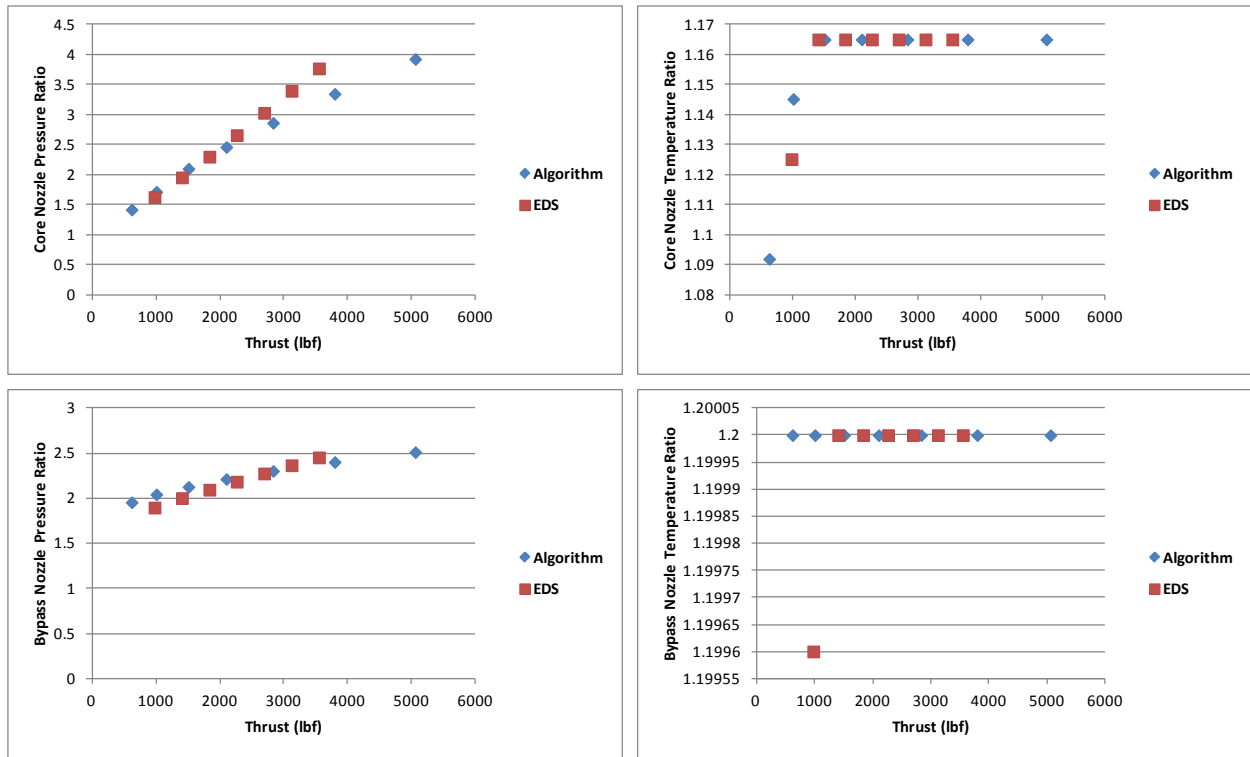 4.5
4
3.5
3
2.5
2
1.5
1
0.5
0
0 1000 2000 3000 4000 5000 6000
Core Nozzle Pressure Ratio
Thrust (lbf)
Algorithm
EDS
1.17
1.16
1.15
1.14
1.13
1.12
1.11
1.1
1.09
1.08
0 1000 2000 3000 4000 5000 6000
Core Nozzle Temperature Ratio
Thrust (lbf)
Algorithm
EDS
3
2.5
2
1.5
1
0.5
0
0 1000 2000 3000 4000 5000 6000
Bypass Nozzle Pressure Ratio
Thrust (lbf)
Algorithm
EDS
1.20005
1.2
1.19995
1.1999
1.19985
1.1998
1.19975
1.1997
1.19965
1.1996
1.19955
0 1000 2000 3000 4000 5000 6000
Bypass Nozzle Temperature Ratio
Thrust (lbf)
Algorithm
EDS